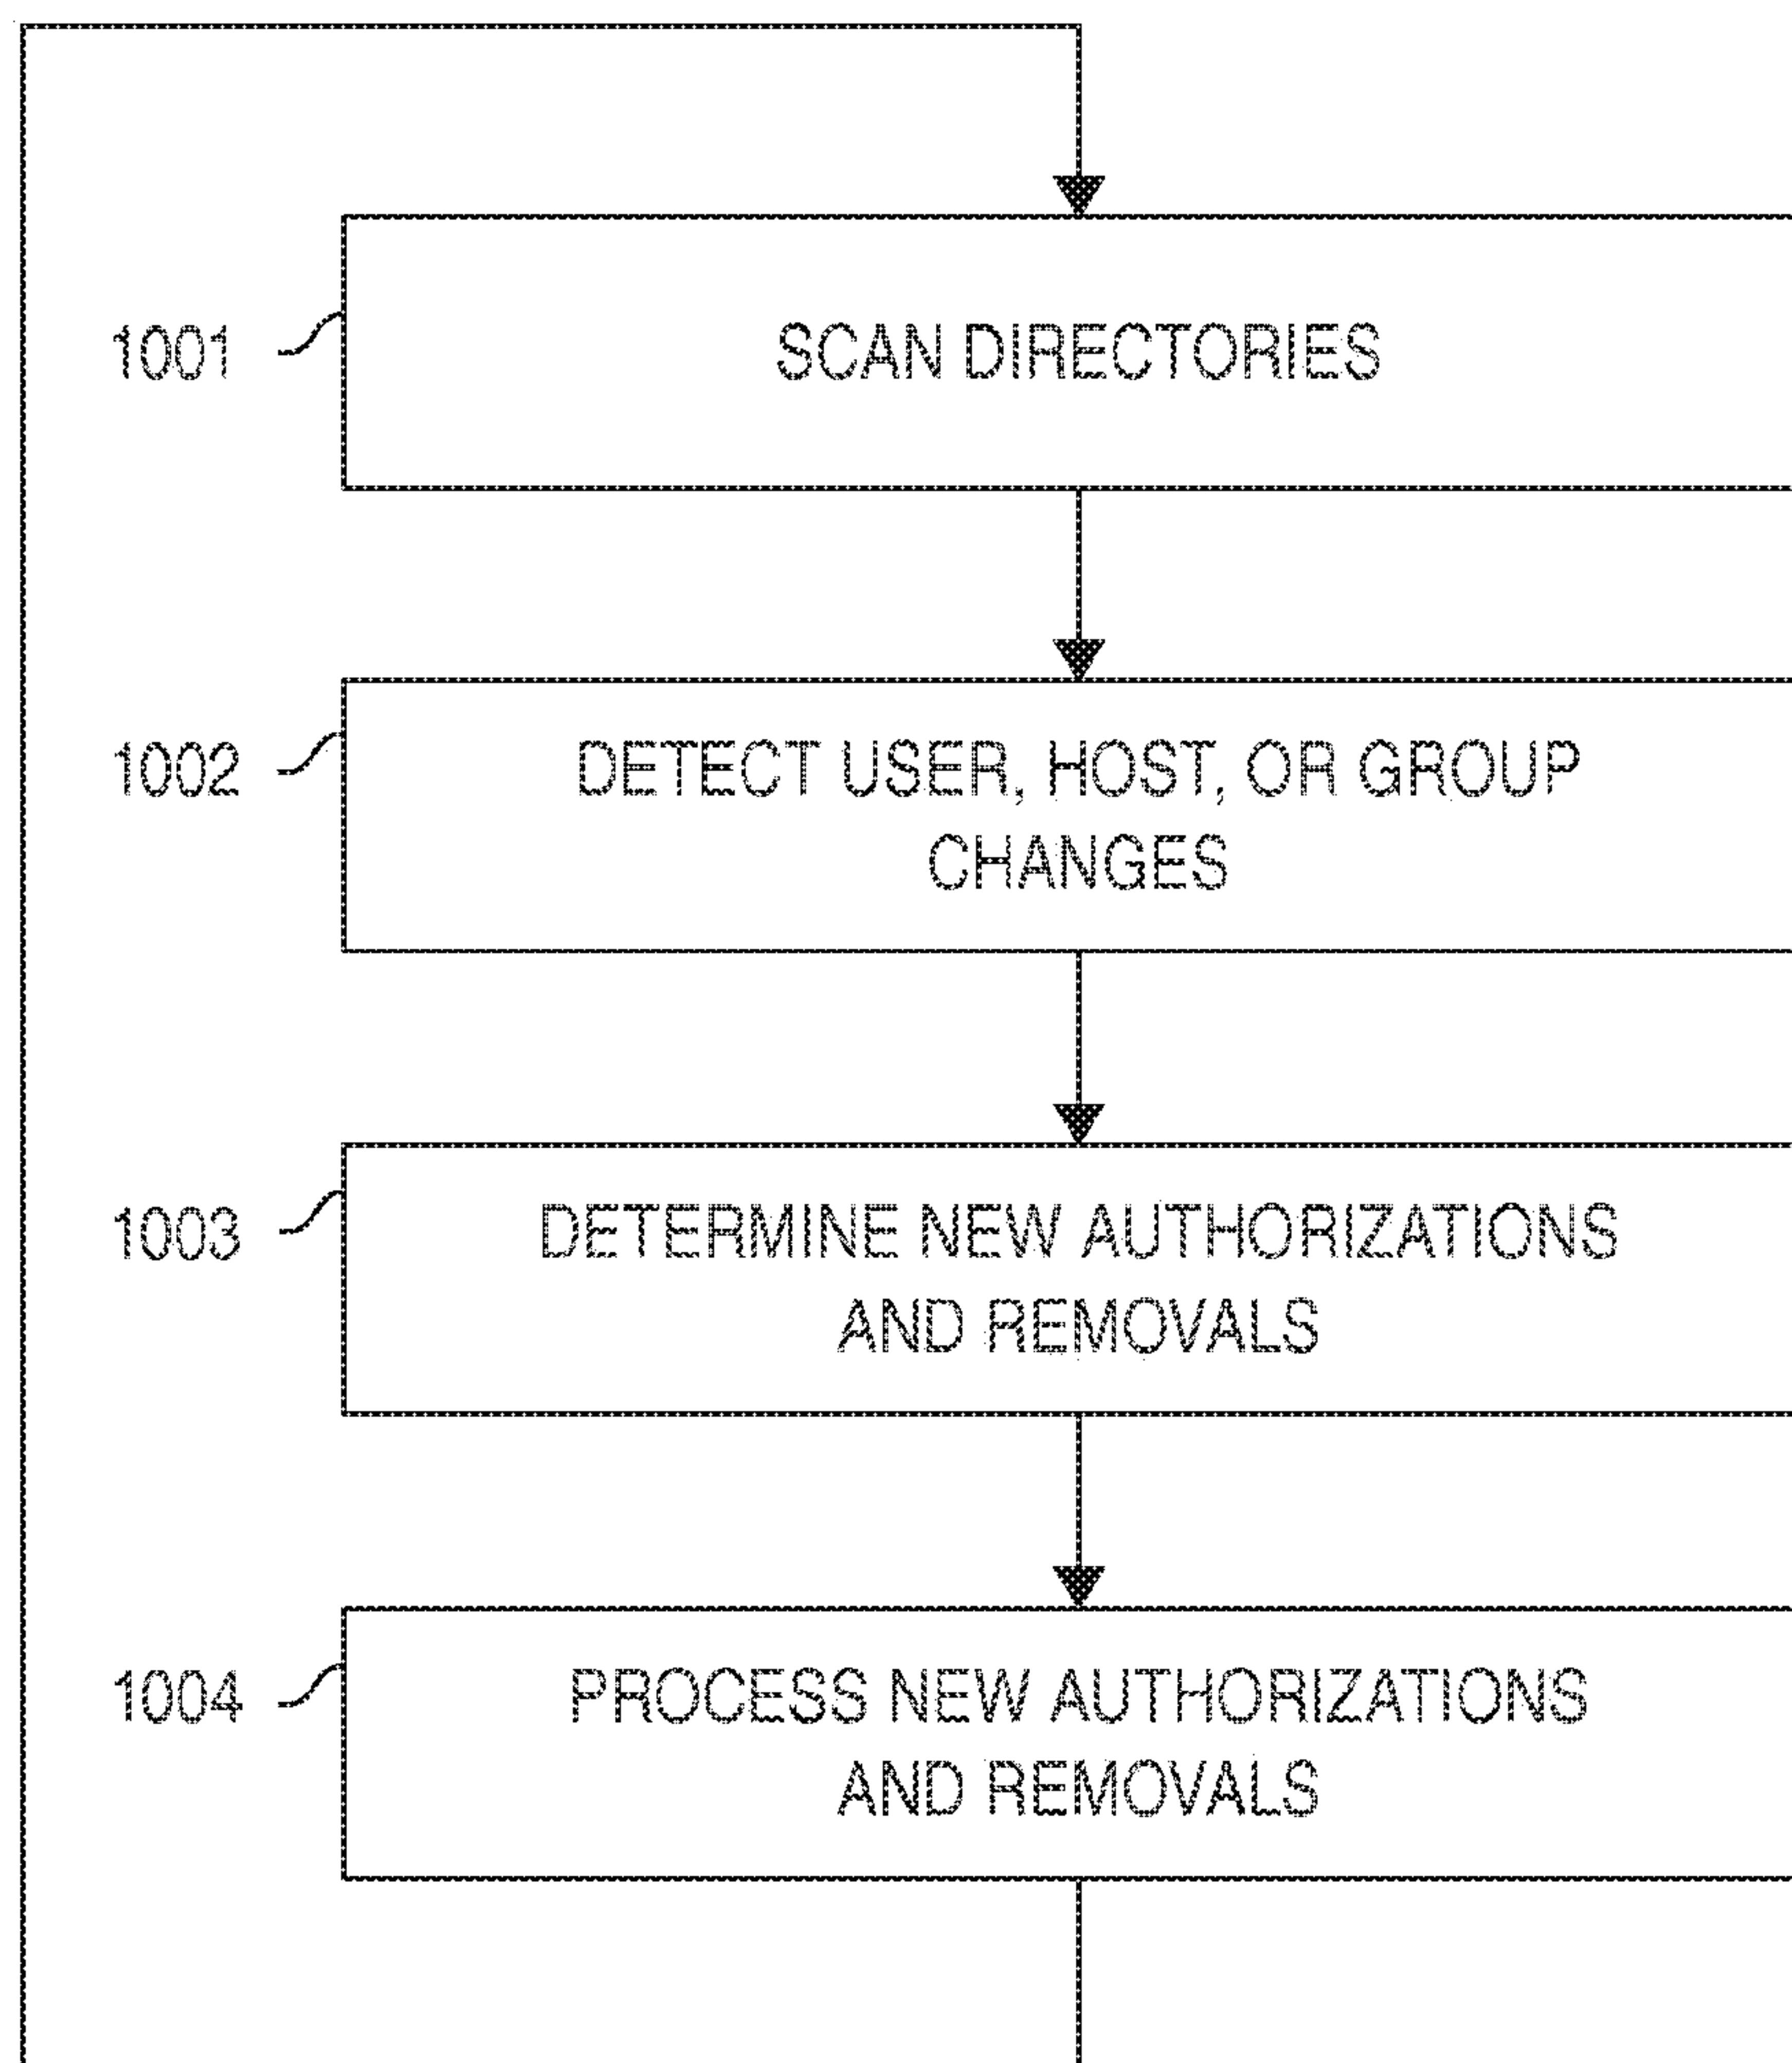 1001
SCAN DIRECTORIES
1002
DETECT USER, HOST, OR GROUP
CHANGES
1003
DETERMINE NEW AUTHORIZATIONS
AND REMOVALS
1004
PROCESS NEW AUTHORIZATIONS
AND REMOVALS